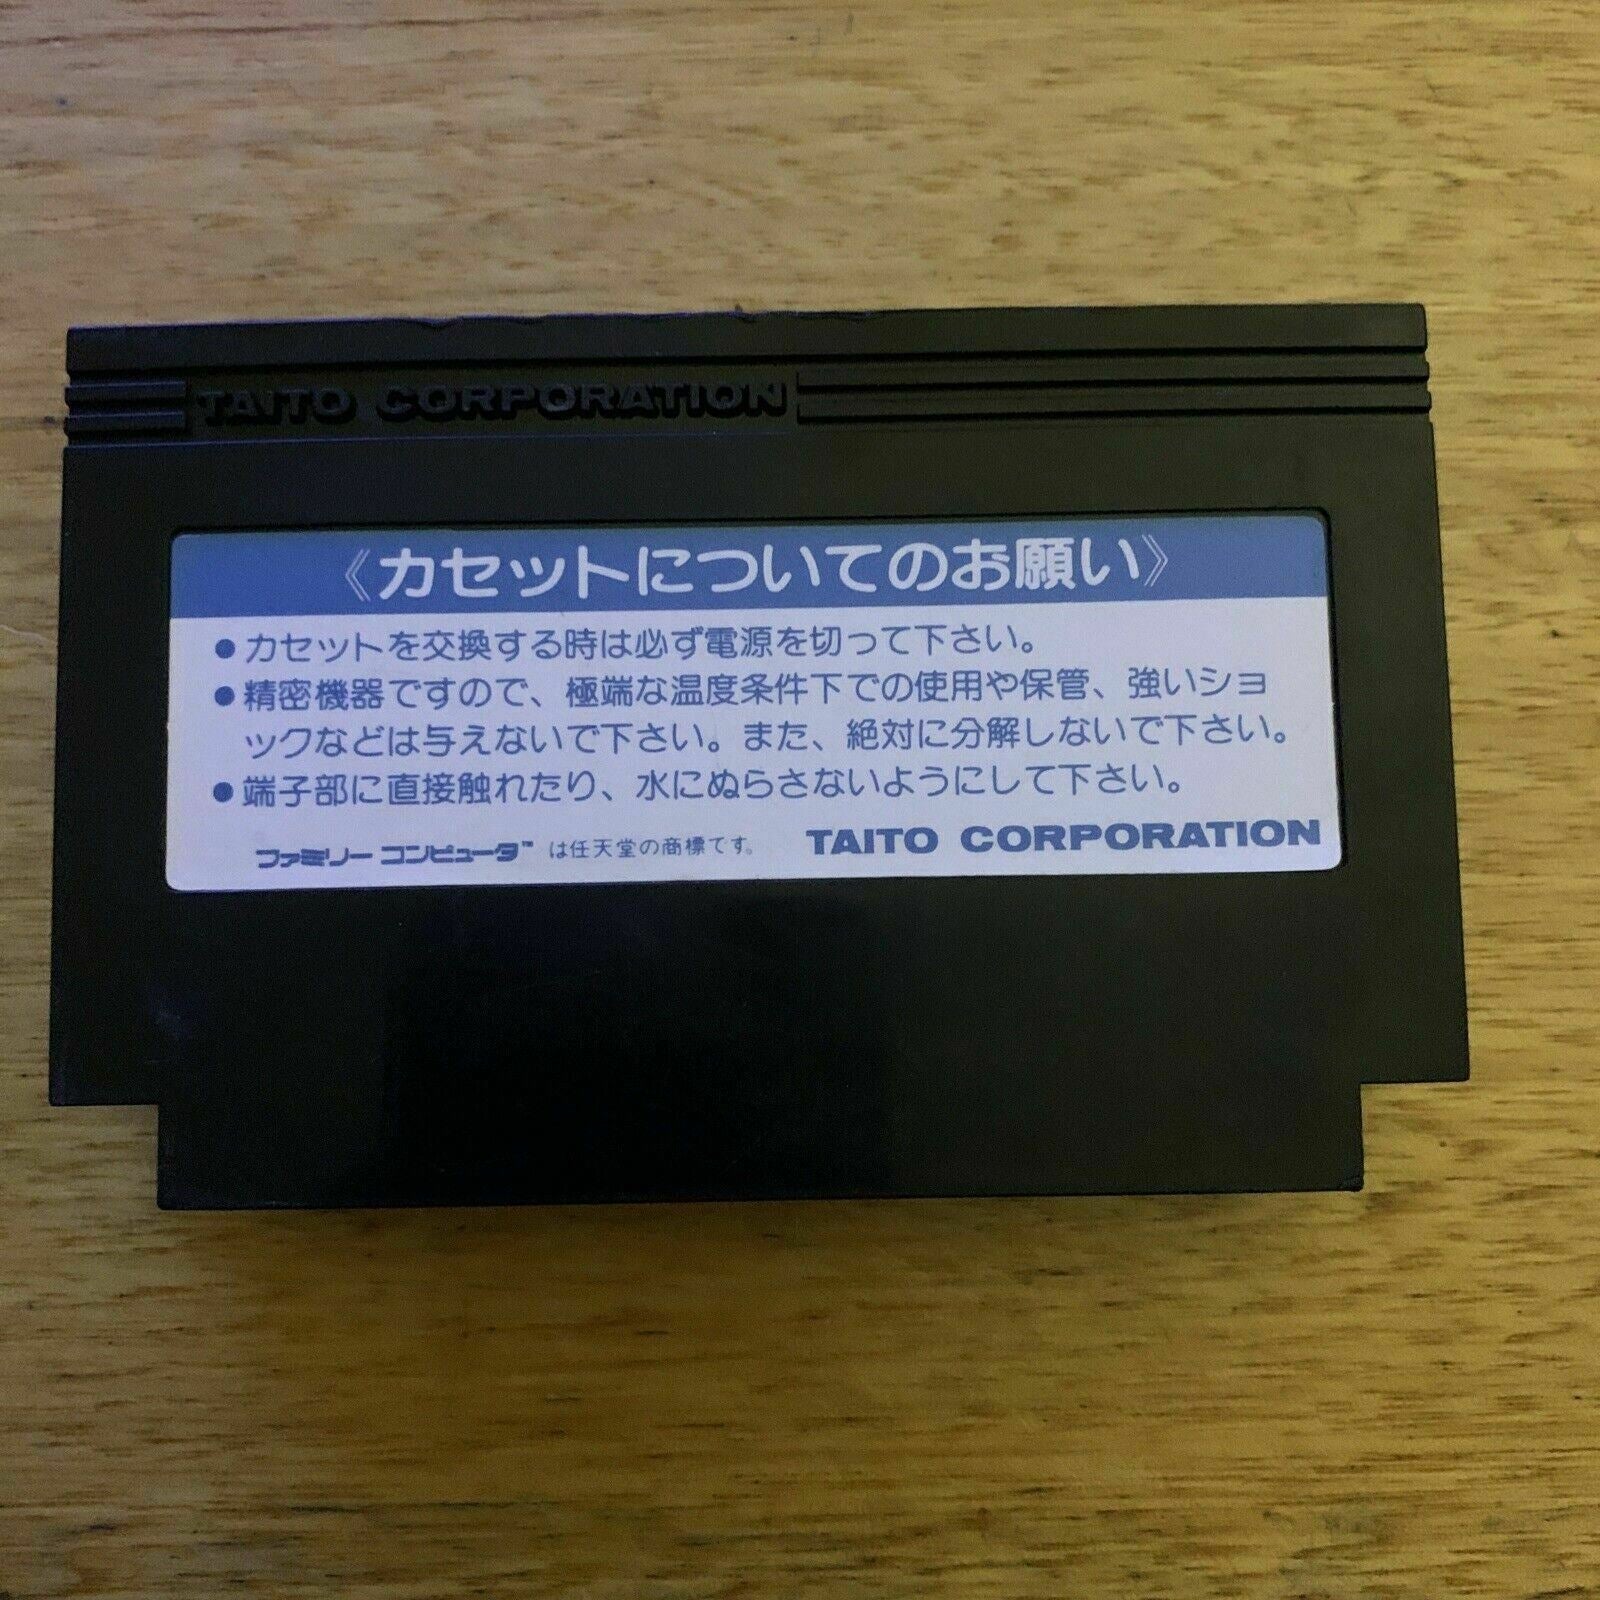 TAITO CORPORATION
《カセットについてのお願い》
●カセットを交換する時は必ず電源を切って下さい。
●精密機器ですので、極端な温度条件下での使用や保管、強いショ
ックなどは与えないで下さい。また、絶対に分解しないで下さい。
●端子部に直接触れたり、水にぬらさないようにして下さい。
ファミリーコンピュータ™ は任天堂の商標です。 TAITO CORPORATION